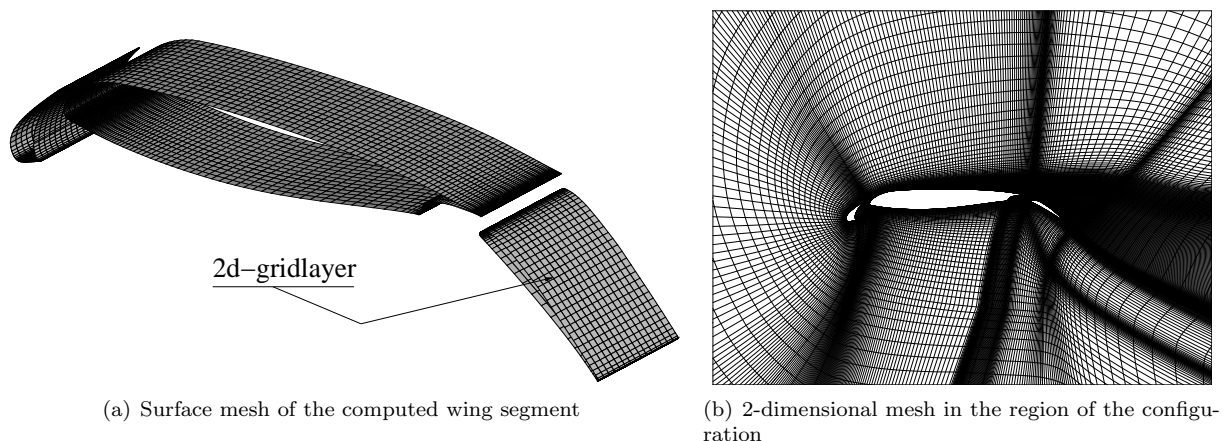 2d−gridlayer
(a) Surface mesh of the computed wing segment
(b) 2-dimensional mesh in the region of the configu-
ration